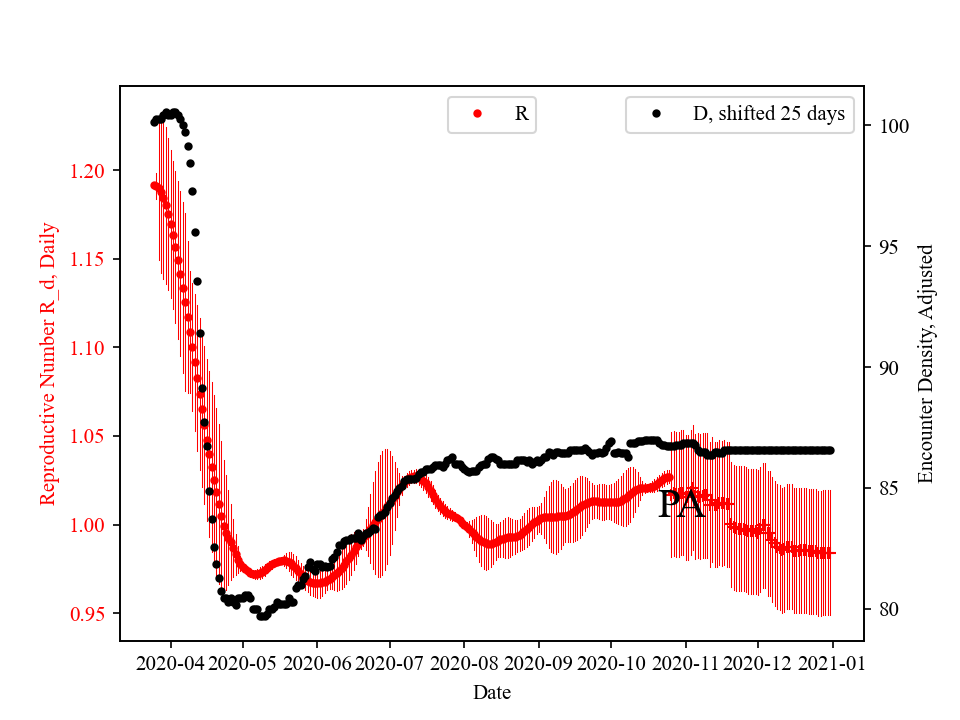 R
D, shifted 25 days
1.20
1.15
1.10
1.05
1.00
0.95
Reproductive Number R_d, Daily
100
95
90
85
80
Encounter Density, Adjusted
PA
2020-04 2020-05 2020-06 2020-07 2020-08 2020-09 2020-10 2020-11 2020-12 2021-01
Date